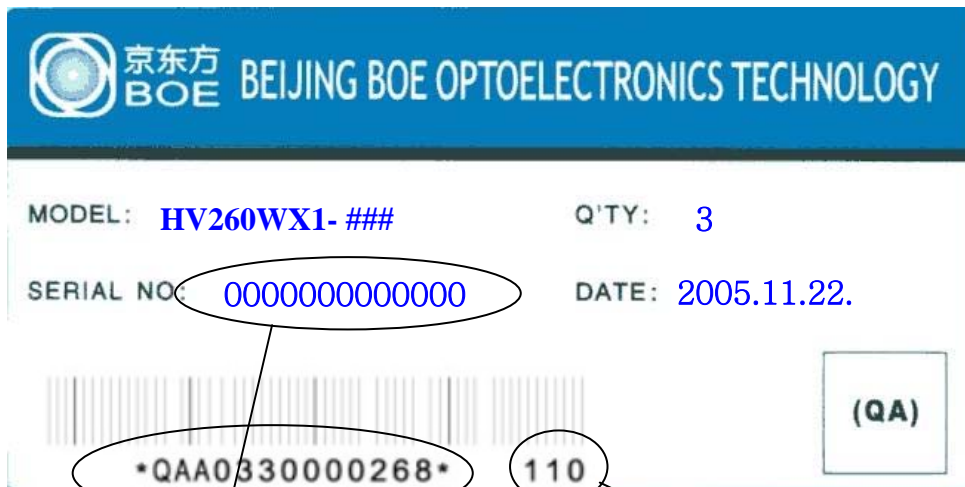 京东方
BOE BEIJING BOE OPTOELECTRONICS TECHNOLOGY
MODEL: HV260WX1- ### Q'TY: 3
SERIAL NO: 0000000000000 DATE: 2005.11.22.
(QA)
*QAA0330000268* 110